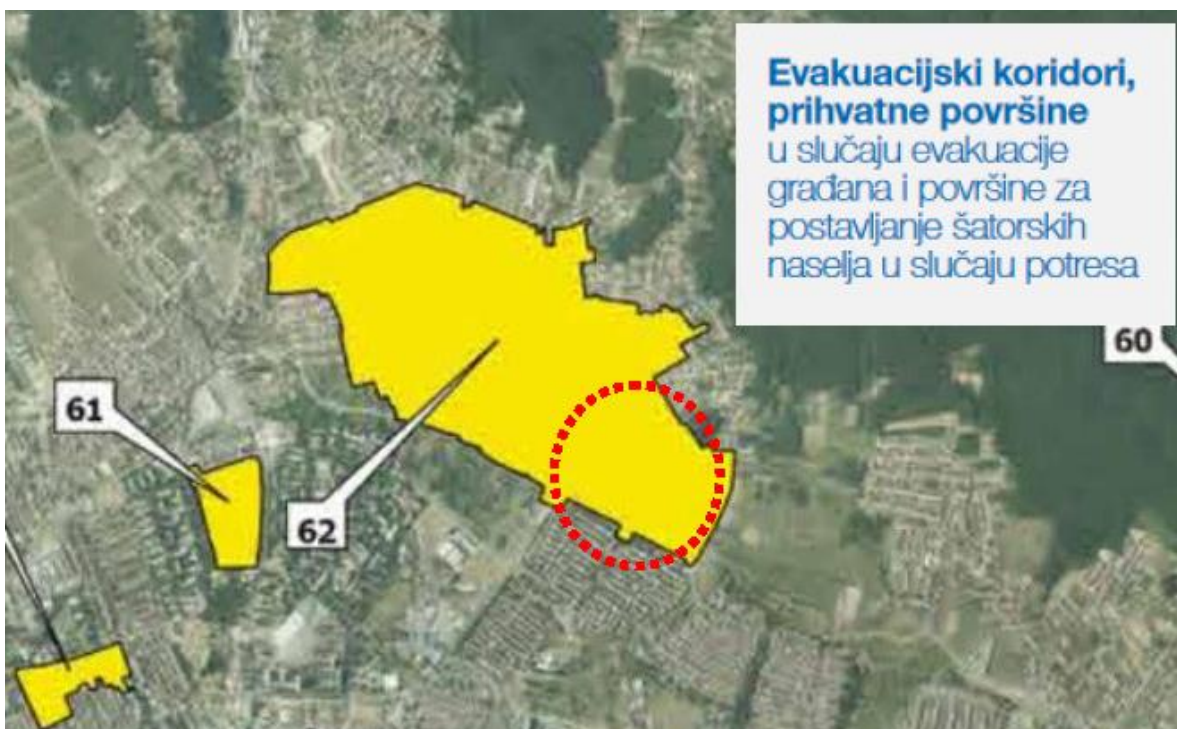 Evakuacijski koridori,
prihvatne površine
u slučaju evakuacije
građana i površine za
postavljanje šatorskih
naselja u slučaju potresa
60
61
62